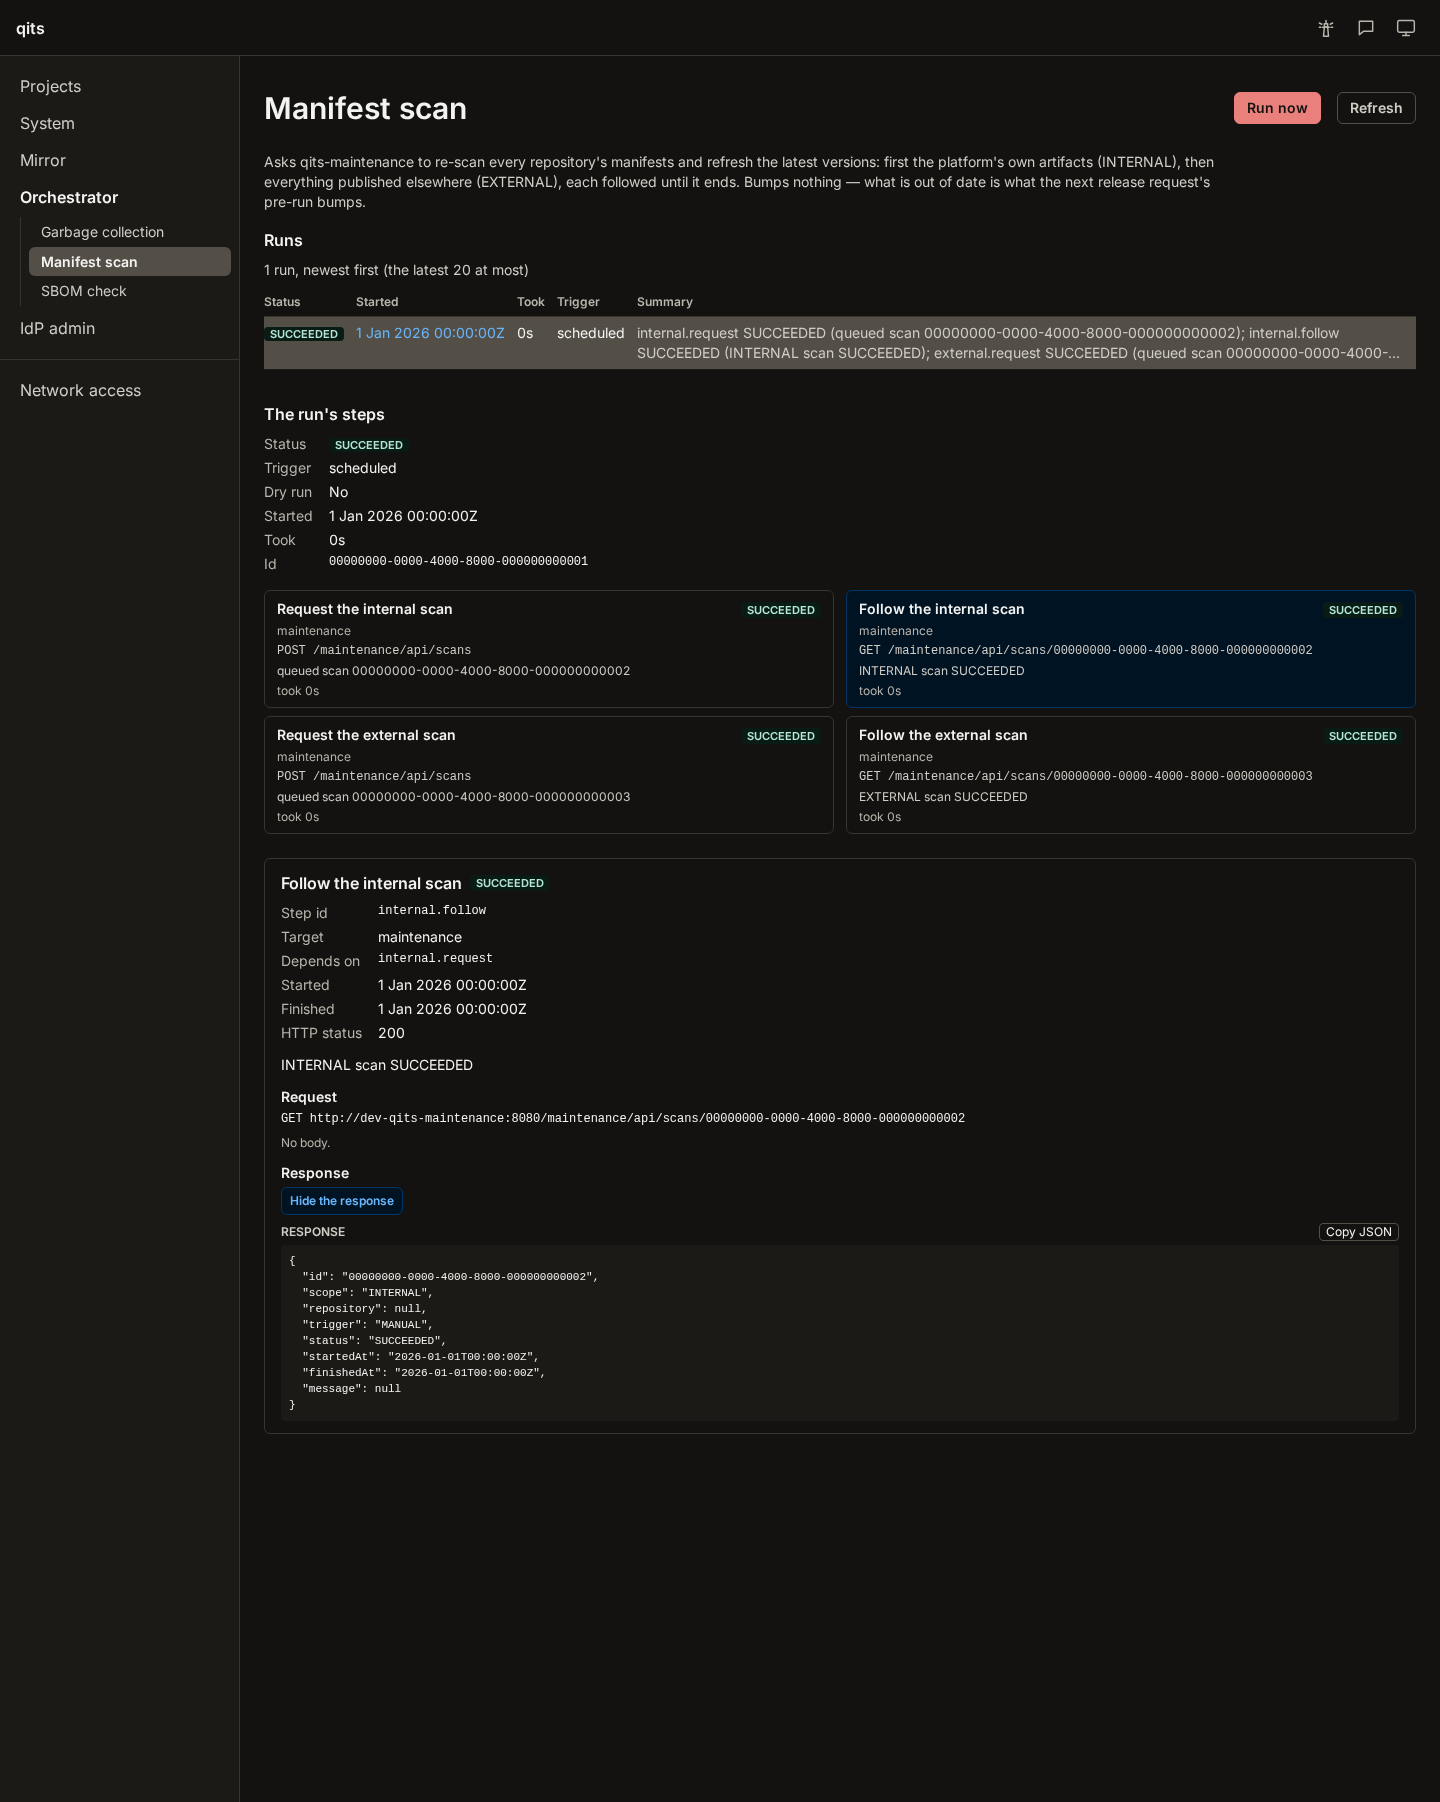 qits
Projects
System
Mirror
Orchestrator
Garbage collection
Manifest scan
SBOM check
IdP admin
Network access
Manifest scan
Run now
Refresh
Asks qits-maintenance to re-scan every repository's manifests and refresh the latest versions: first the platform's own artifacts (INTERNAL), then
everything published elsewhere (EXTERNAL), each followed until it ends. Bumps nothing — what is out of date is what the next release request's
pre-run bumps.
Runs
1 run, newest first (the latest 20 at most)
Status Started Took Trigger Summary
SUCCEEDED 1 Jan 2026 00:00:00Z 0s scheduled internal.request SUCCEEDED (queued scan 00000000-0000-4000-8000-000000000002); internal.follow
SUCCEEDED (INTERNAL scan SUCCEEDED); external.request SUCCEEDED (queued scan 00000000-0000-4000-...
The run's steps
Status SUCCEEDED
Trigger scheduled
Dry run No
Started 1 Jan 2026 00:00:00Z
Took 0s
Id 00000000-0000-4000-8000-000000000001
Request the internal scan SUCCEEDED
maintenance
POST /maintenance/api/scans
queued scan 00000000-0000-4000-8000-000000000002
took 0s
Follow the internal scan SUCCEEDED
maintenance
GET /maintenance/api/scans/00000000-0000-4000-8000-000000000002
INTERNAL scan SUCCEEDED
took 0s
Request the external scan SUCCEEDED
maintenance
POST /maintenance/api/scans
queued scan 00000000-0000-4000-8000-000000000003
took 0s
Follow the external scan SUCCEEDED
maintenance
GET /maintenance/api/scans/00000000-0000-4000-8000-000000000003
EXTERNAL scan SUCCEEDED
took 0s
Follow the internal scan SUCCEEDED
Step id internal.follow
Target maintenance
Depends on internal.request
Started 1 Jan 2026 00:00:00Z
Finished 1 Jan 2026 00:00:00Z
HTTP status 200
INTERNAL scan SUCCEEDED
Request
GET http://dev-qits-maintenance:8080/maintenance/api/scans/00000000-0000-4000-8000-000000000002
No body.
Response
Hide the response
RESPONSE
Copy JSON
{
"id": "00000000-0000-4000-8000-000000000002",
"scope": "INTERNAL",
"repository": null,
"trigger": "MANUAL",
"status": "SUCCEEDED",
"startedAt": "2026-01-01T00:00:00Z",
"finishedAt": "2026-01-01T00:00:00Z",
"message": null
}